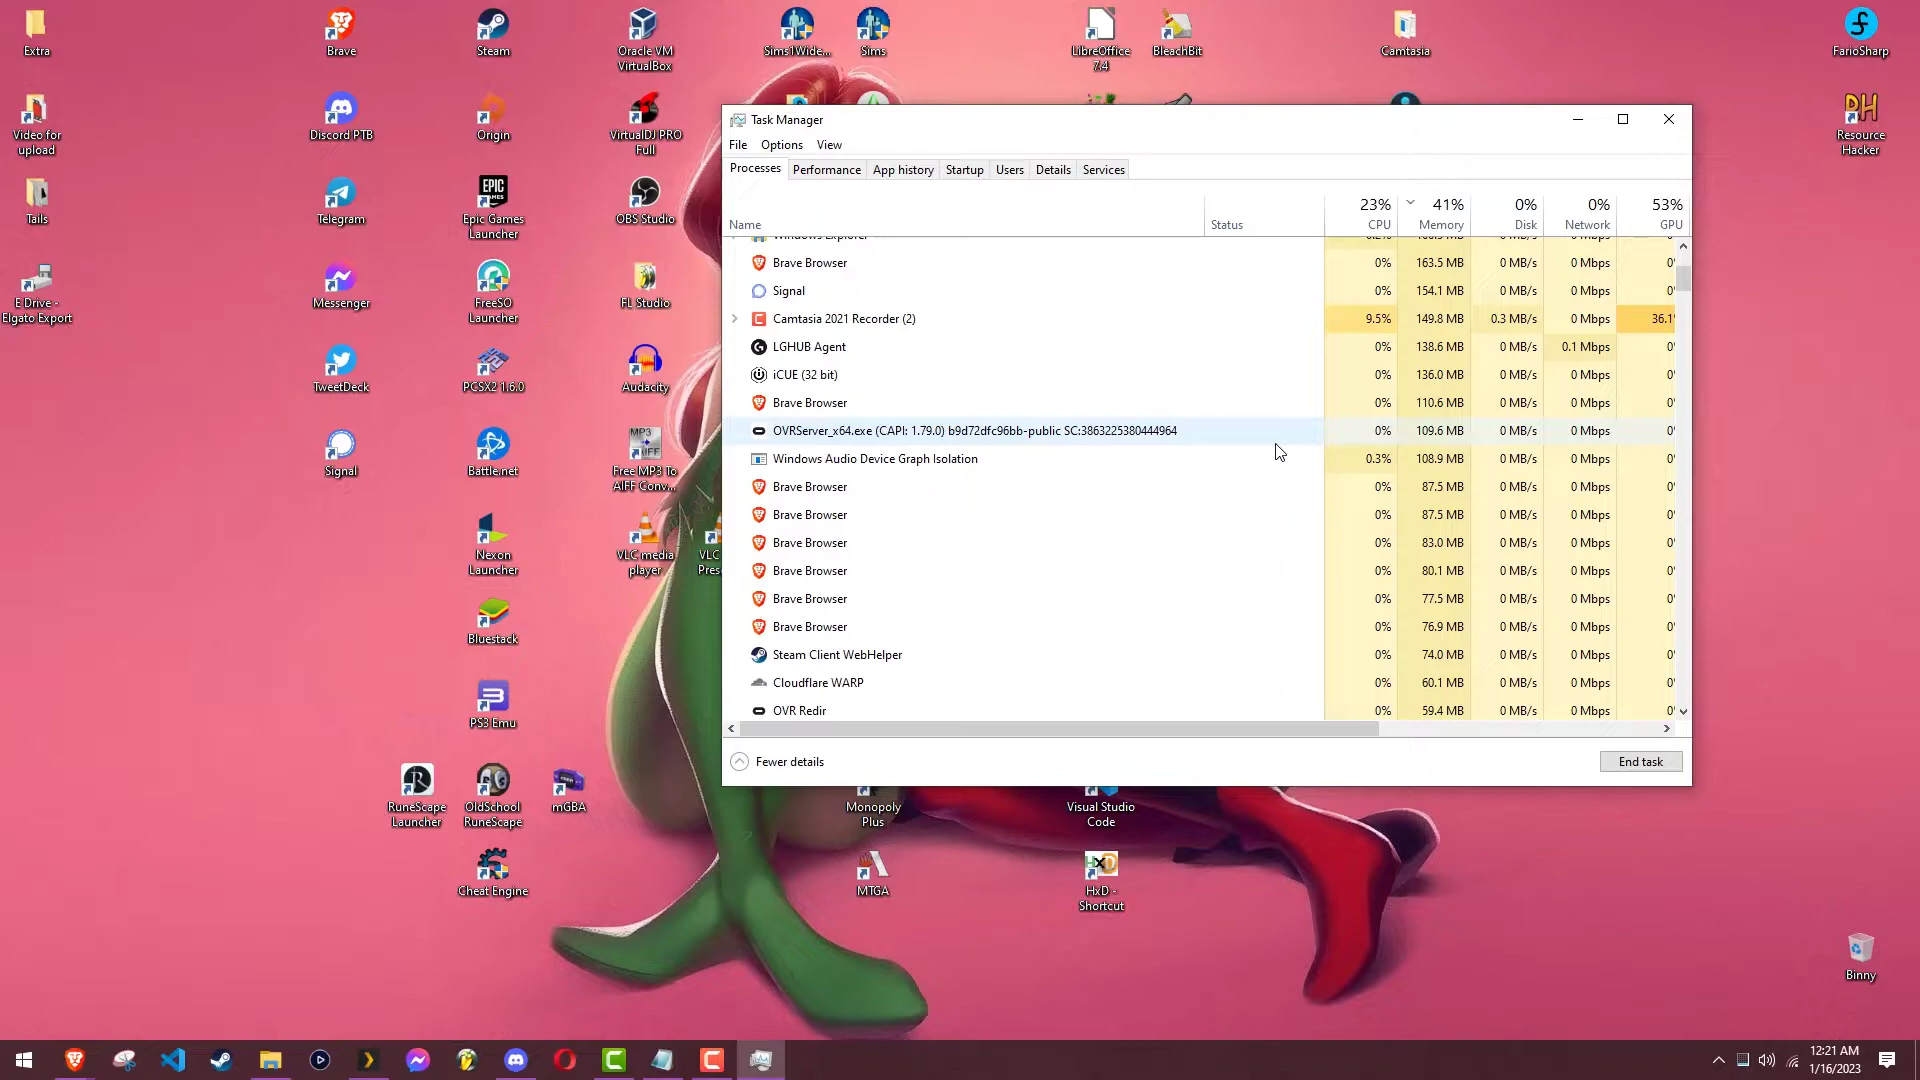 Extra
Brave
Steam
Oracle VM
VirtualBox
Sims1Wide...
Sims
LibreOffice
7.4
BleachBit
Camtasia
FarioSharp
Video for
upload
Discord PTB
Origin
VirtualDJ PRO
Full
Resource
Hacker
Tails
Telegram
Epic Games
Launcher
OBS Studio
E Drive -
Elgato Export
Messenger
FreeSO
Launcher
FL Studio
TweetDeck
PCSX2 1.6.0
Audacity
Signal
Battle.net
Free MP3 To
AIFF Conv...
Nexon
Launcher
VLC media
player
VLC
Pres
Bluestack
PS3 Emu
RuneScape
Launcher
OldSchool
RuneScape
mGBA
Monopoly
Plus
Visual Studio
Code
Cheat Engine
MTGA
HxD -
Shortcut
Binny
Task Manager
File Options View
Processes Performance App history Startup Users Details Services
23% 41% 0% 0% 53%
Name Status CPU Memory Disk Network GPU
Windows Explorer
Brave Browser 0% 163.5 MB 0 MB/s 0 Mbps 0
Signal 0% 154.1 MB 0 MB/s 0 Mbps 0
Camtasia 2021 Recorder (2) 9.5% 149.8 MB 0.3 MB/s 0 Mbps 36.1
LGHUB Agent 0% 138.6 MB 0 MB/s 0.1 Mbps 0
iCUE (32 bit) 0% 136.0 MB 0 MB/s 0 Mbps 0
Brave Browser 0% 110.6 MB 0 MB/s 0 Mbps 0
OVRServer_x64.exe (CAPI: 1.79.0) b9d72dfc96bb-public SC:3863225380444964 0% 109.6 MB 0 MB/s 0 Mbps 0
Windows Audio Device Graph Isolation 0.3% 108.9 MB 0 MB/s 0 Mbps 0
Brave Browser 0% 87.5 MB 0 MB/s 0 Mbps 0
Brave Browser 0% 87.5 MB 0 MB/s 0 Mbps 0
Brave Browser 0% 83.0 MB 0 MB/s 0 Mbps 0
Brave Browser 0% 80.1 MB 0 MB/s 0 Mbps 0
Brave Browser 0% 77.5 MB 0 MB/s 0 Mbps 0
Brave Browser 0% 76.9 MB 0 MB/s 0 Mbps 0
Steam Client WebHelper 0% 74.0 MB 0 MB/s 0 Mbps 0
Cloudflare WARP 0% 60.1 MB 0 MB/s 0 Mbps 0
OVR Redir 0% 59.4 MB 0 MB/s 0 Mbps 0
Fewer details
End task
12:21 AM
1/16/2023